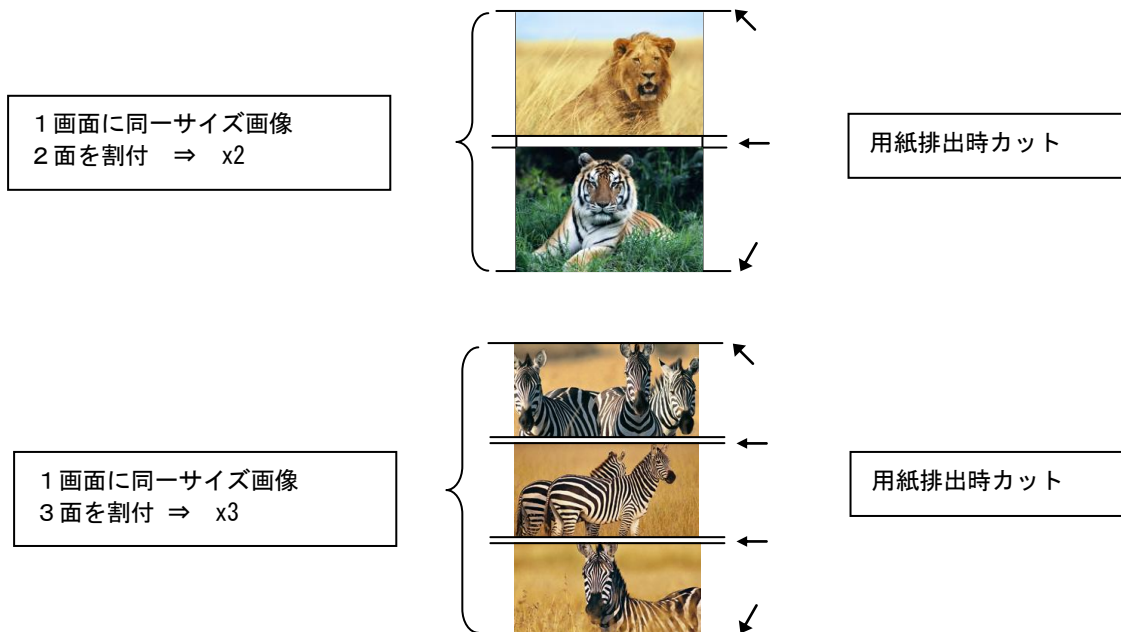 １画面に同一サイズ画像
２面を割付 ⇒ x2
用紙排出時カット
１画面に同一サイズ画像
３面を割付 ⇒ x3
用紙排出時カット